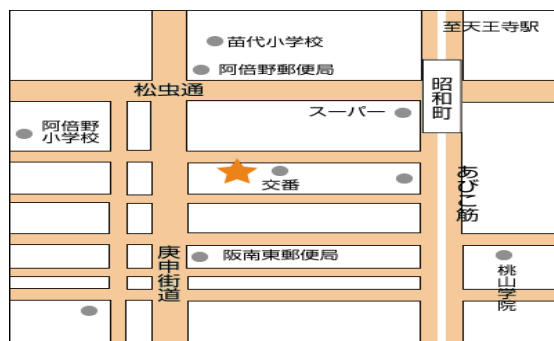 至天王寺駅
苗代小学校
阿倍野郵便局
松虫通
昭和町
スーパー
阿倍野
小学校
交番
あびこ筋
庚申街道
阪南東郵便局
桃山学院